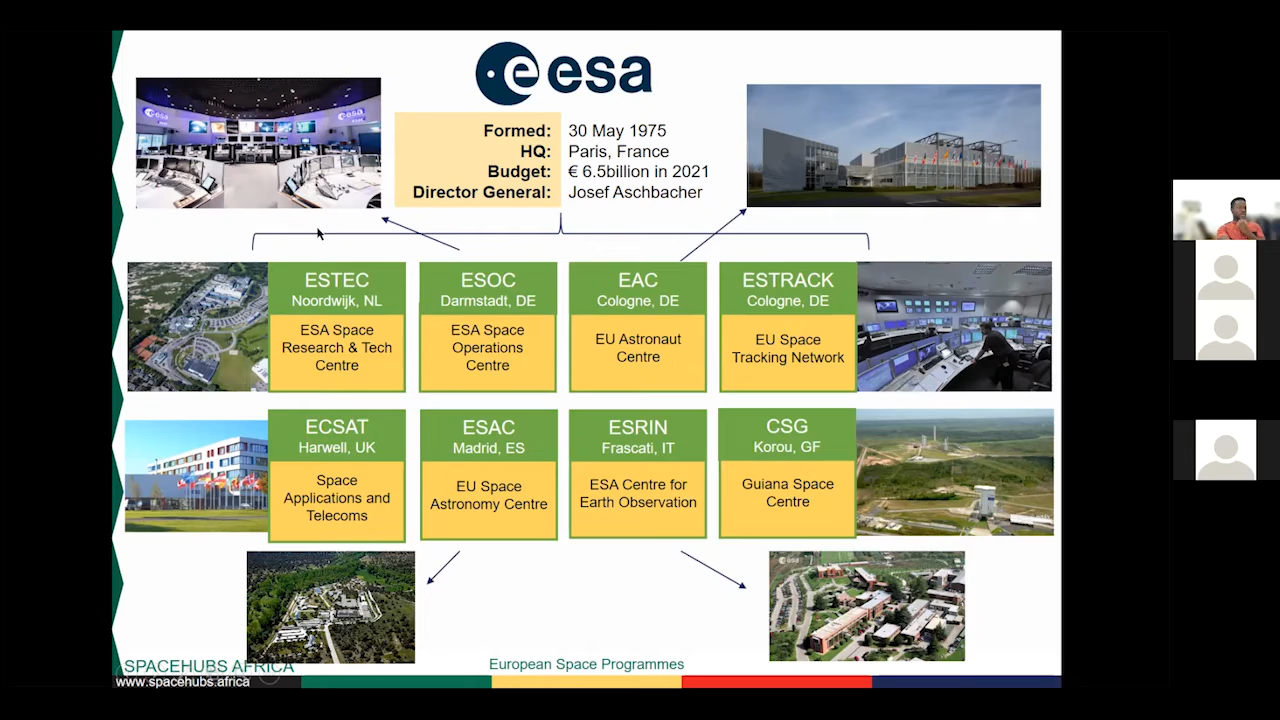 esa
Formed: 30 May 1975
HQ: Paris, France
Budget: € 6.5billion in 2021
Director General: Josef Aschbacher
esa
esa
ESTEC
Noordwijk, NL
ESA Space
Research & Tech
Centre
ESOC
Darmstadt, DE
ESA Space
Operations
Centre
EAC
Cologne, DE
EU Astronaut
Centre
ESTRACK
Cologne, DE
EU Space
Tracking Network
ECSAT
Harwell, UK
Space
Applications and
Telecoms
ESAC
Madrid, ES
EU Space
Astronomy Centre
ESRIN
Frascati, IT
ESA Centre for
Earth Observation
CSG
Korou, GF
Guiana Space
Centre
esa
SPACEHUBS AFRICA
European Space Programmes
www.spacehubs.africa